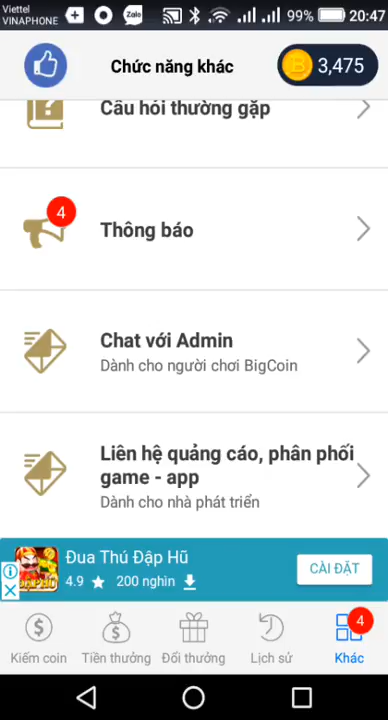 Viettel
VINAPHONE
Zalo
99%
20:47
Chức năng khác
3,475
Câu hỏi thường gặp
4
Thông báo
Chat với Admin
Dành cho người chơi BigCoin
Liên hệ quảng cáo, phân phối
game - app
Dành cho nhà phát triển
Đua Thú Đập Hũ
4.9
200 nghìn
CÀI ĐẶT
4
Kiếm coin
Tiền thưởng
Đổi thưởng
Lịch sử
Khác